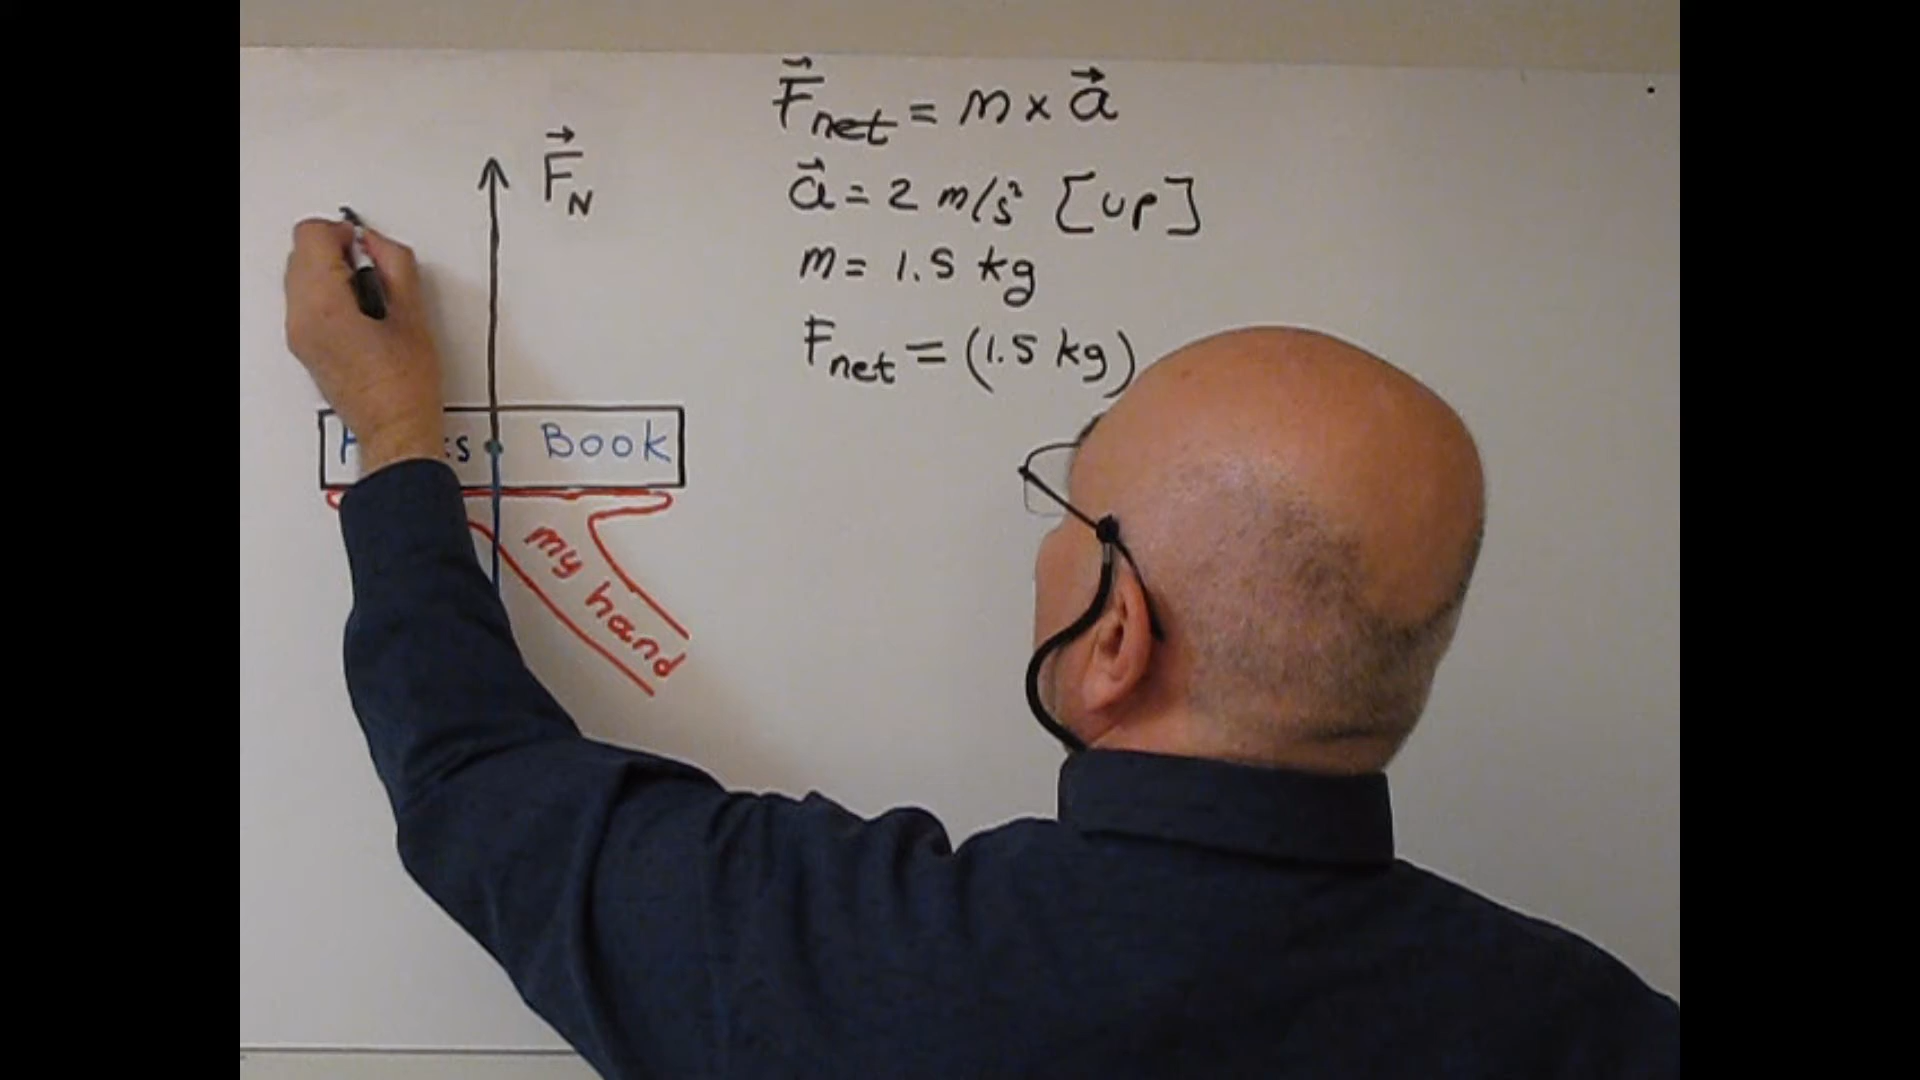 F⃗net = m x a⃗
a⃗ = 2 m/s² [up]
m = 1.5 kg
Fnet = (1.5 kg)
F⃗N
Book
my hand